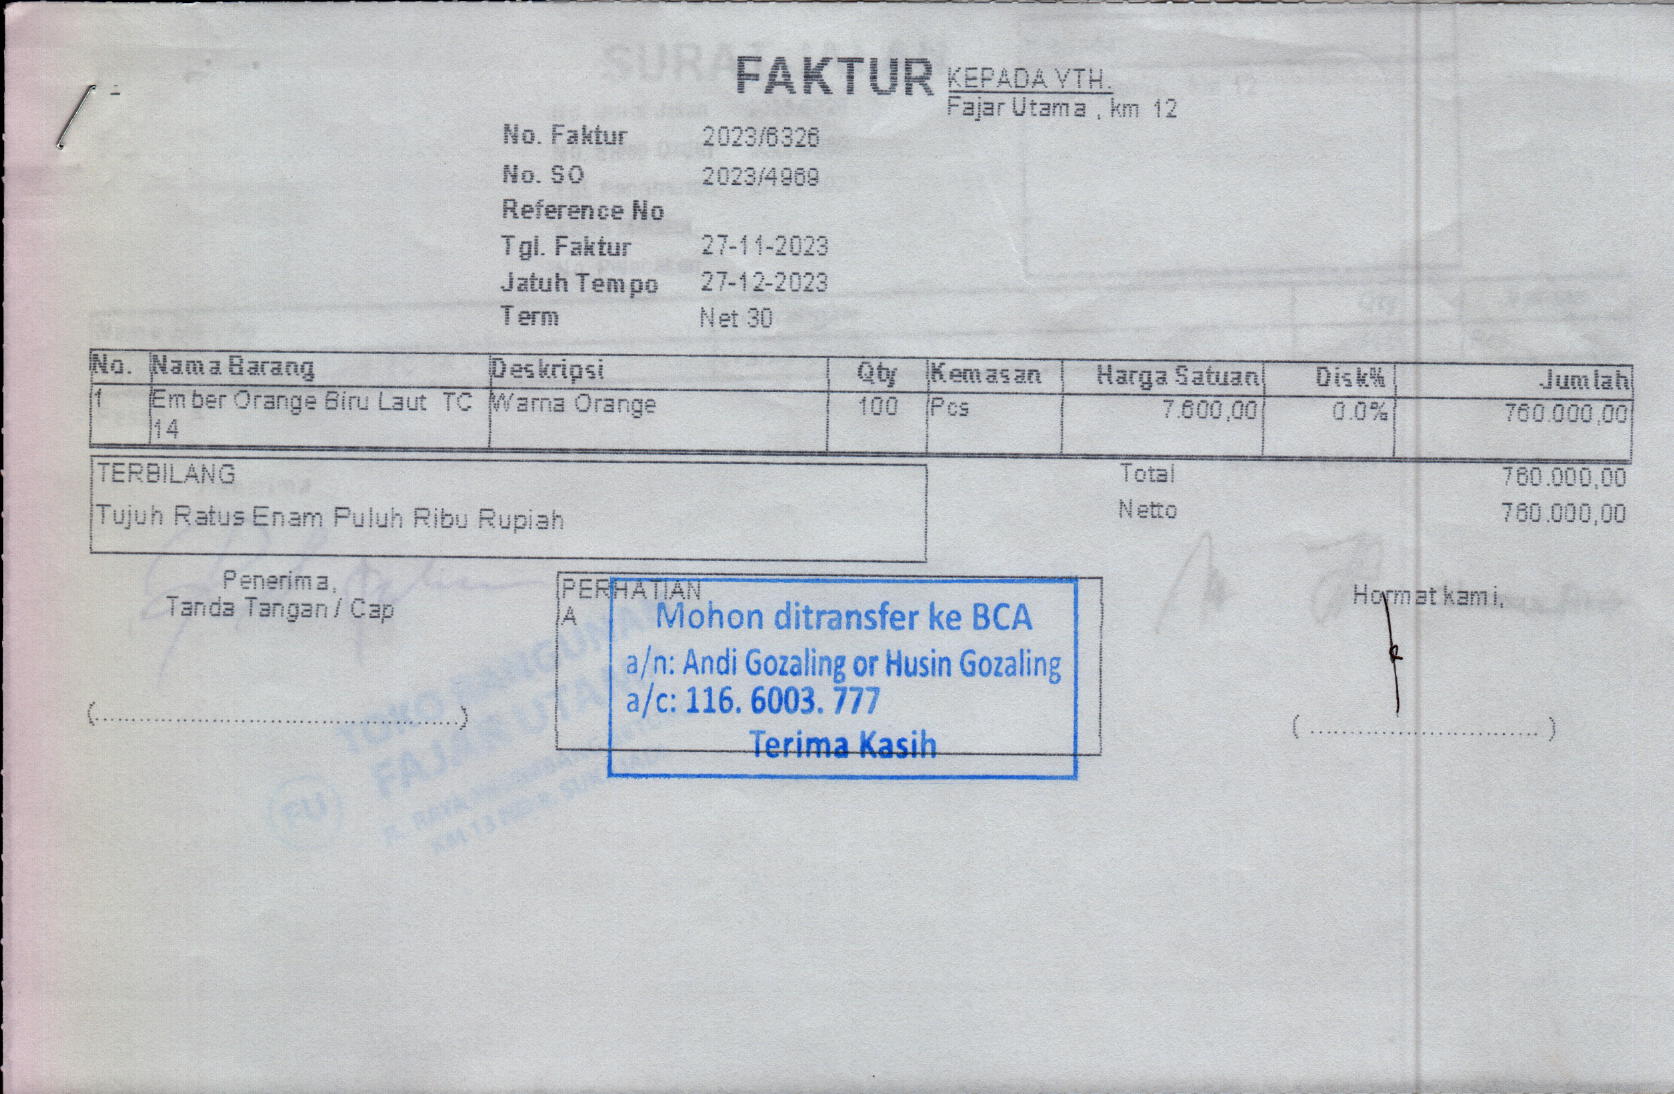 FAKTUR
KEPADA YTH.
Fajar Utama , km 12
No. Faktur 2023/6326
No. SO 2023/4969
Reference No
Tgl. Faktur 27-11-2023
Jatuh Tempo 27-12-2023
Term Net 30
No. Nama Barang Deskripsi Qty Kemasan Harga Satuan Disk% Jumlah
1 Ember Orange Biru Laut TC Warna Orange 100 Pcs 7.600,00 0.0% 760.000,00
14
TERBILANG
Tujuh Ratus Enam Puluh Ribu Rupiah
Total 760.000,00
Netto 760.000,00
Penerima,
Tanda Tangan / Cap
(................................................)
PERHATIAN
A
Mohon ditransfer ke BCA
a/n: Andi Gozaling or Husin Gozaling
a/c: 116. 6003. 777
Terima Kasih
Hormat kami,
( .............................. )
TOKO BANGUNAN
FAJAR UTAMA
FU